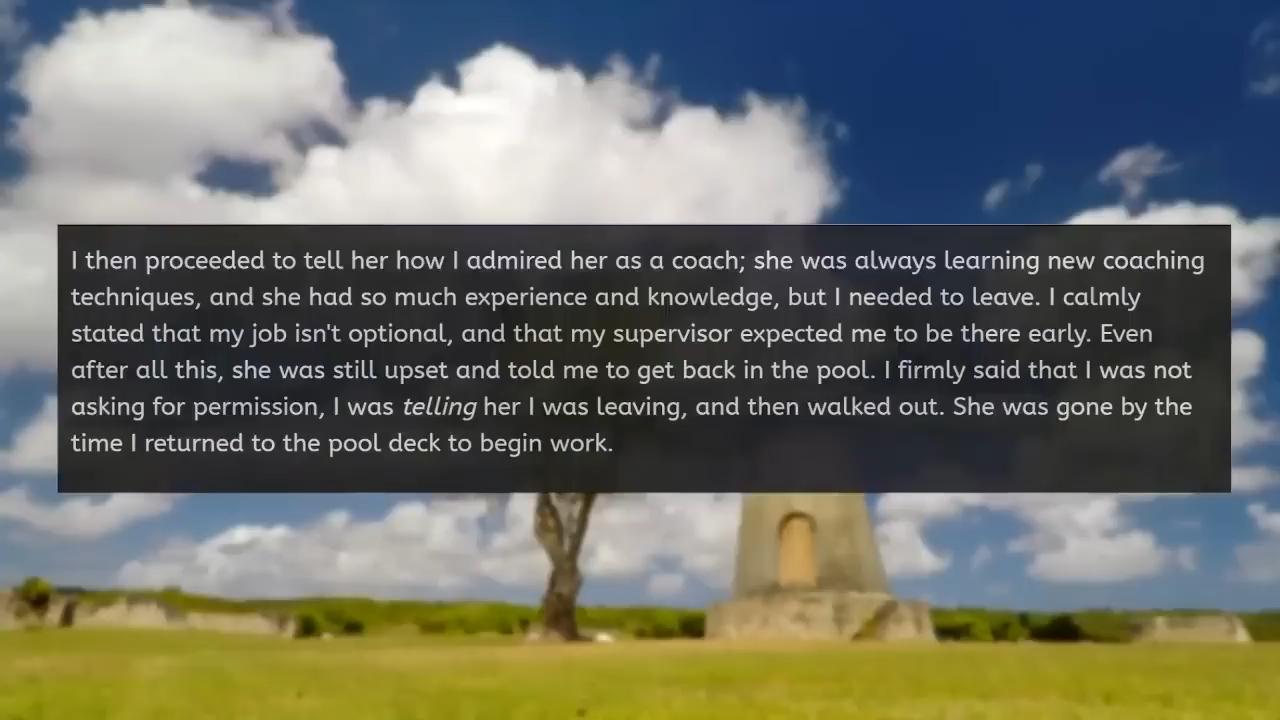 I then proceeded to tell her how I admired her as a coach; she was always learning new coaching
techniques, and she had so much experience and knowledge, but I needed to leave. I calmly
stated that my job isn't optional, and that my supervisor expected me to be there early. Even
after all this, she was still upset and told me to get back in the pool. I firmly said that I was not
asking for permission, I was telling her I was leaving, and then walked out. She was gone by the
time I returned to the pool deck to begin work.